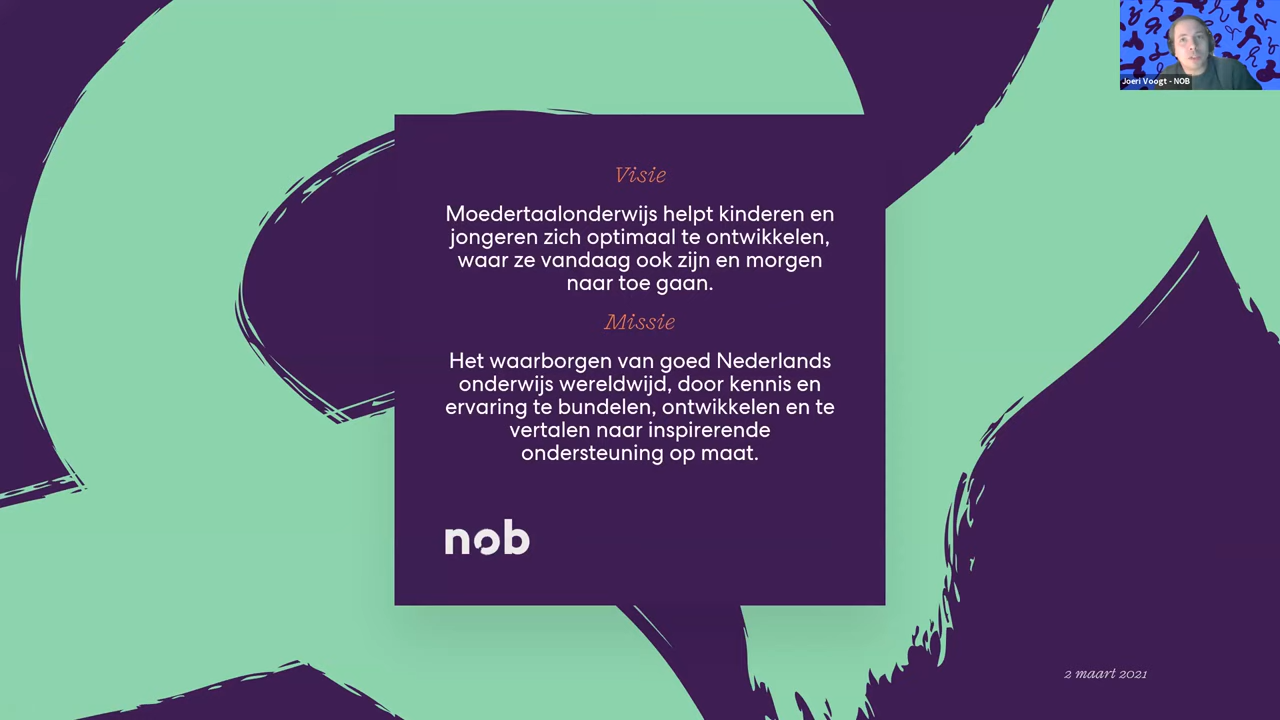 Joeri Voogt - NOB
Visie
Moedertaalonderwijs helpt kinderen en
jongeren zich optimaal te ontwikkelen,
waar ze vandaag ook zijn en morgen
naar toe gaan.
Missie
Het waarborgen van goed Nederlands
onderwijs wereldwijd, door kennis en
ervaring te bundelen, ontwikkelen en te
vertalen naar inspirerende
ondersteuning op maat.
nob
2 maart 2021